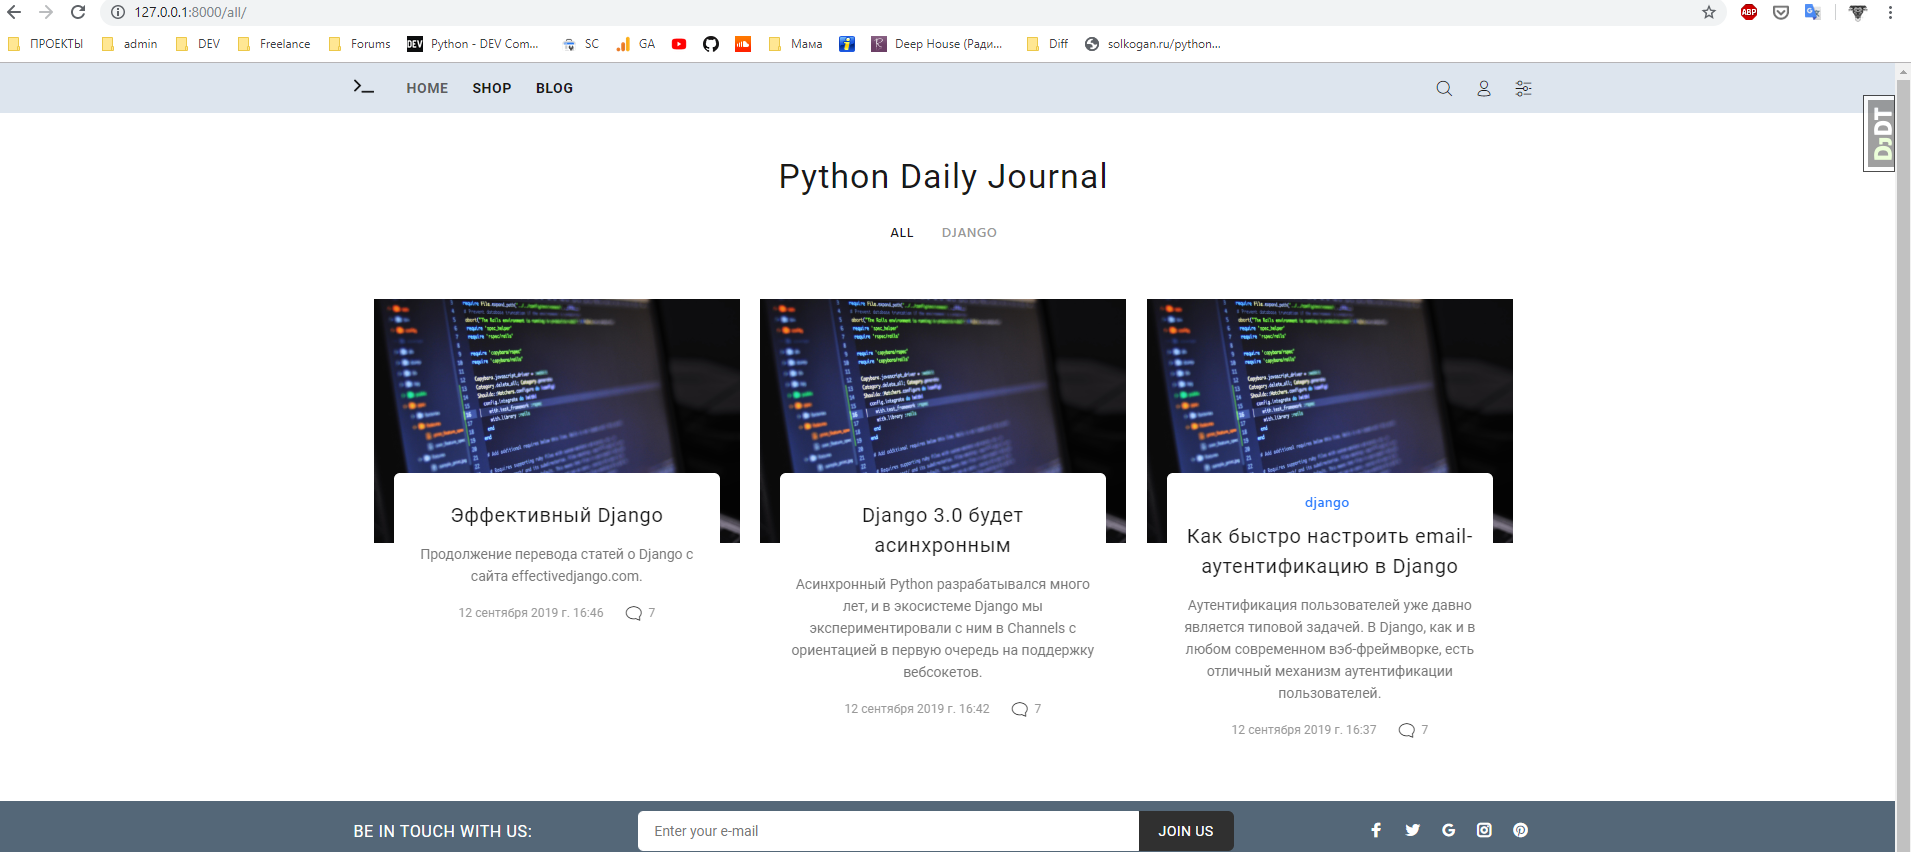 127.0.0.1:8000/all/
ABP
ПРОЕКТЫ admin DEV Freelance Forums DEV Python - DEV Com... SC GA Мама Deep House (Ради... Diff solkogan.ru/python...
HOME SHOP BLOG
DjDT
Python Daily Journal
ALL DJANGO
Эффективный Django
Продолжение перевода статей о Django с
сайта effectivedjango.com.
12 сентября 2019 г. 16:46 7
Django 3.0 будет
асинхронным
Асинхронный Python разрабатывался много
лет, и в экосистеме Django мы
экспериментировали с ним в Channels с
ориентацией в первую очередь на поддержку
вебсокетов.
12 сентября 2019 г. 16:42 7
django
Как быстро настроить email-
аутентификацию в Django
Аутентификация пользователей уже давно
является типовой задачей. В Django, как и в
любом современном вэб-фреймворке, есть
отличный механизм аутентификации
пользователей.
12 сентября 2019 г. 16:37 7
BE IN TOUCH WITH US: Enter your e-mail JOIN US